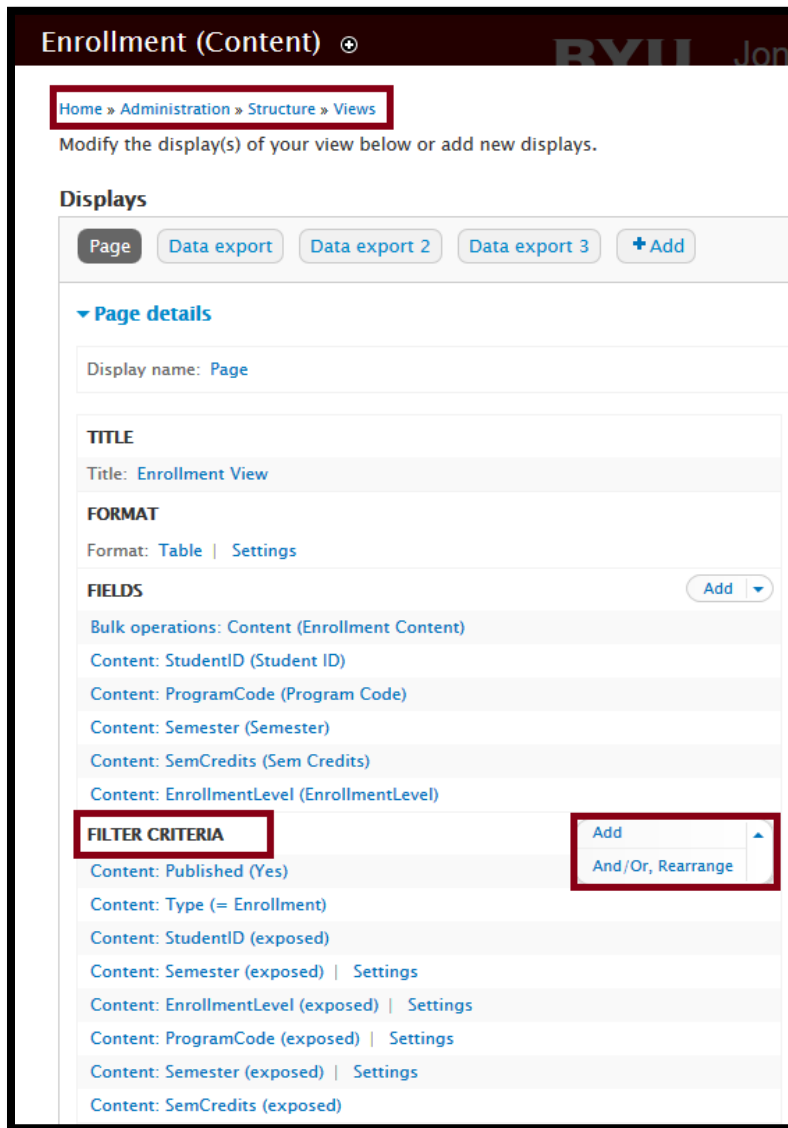 Enrollment (Content)
BYU Jon
Home » Administration » Structure » Views
Modify the display(s) of your view below or add new displays.
Displays
Page Data export Data export 2 Data export 3 +Add
Page details
Display name: Page
TITLE
Title: Enrollment View
FORMAT
Format: Table | Settings
FIELDS Add
Bulk operations: Content (Enrollment Content)
Content: StudentID (Student ID)
Content: ProgramCode (Program Code)
Content: Semester (Semester)
Content: SemCredits (Sem Credits)
Content: EnrollmentLevel (EnrollmentLevel)
FILTER CRITERIA Add
And/Or, Rearrange
Content: Published (Yes)
Content: Type (= Enrollment)
Content: StudentID (exposed)
Content: Semester (exposed) | Settings
Content: EnrollmentLevel (exposed) | Settings
Content: ProgramCode (exposed) | Settings
Content: Semester (exposed) | Settings
Content: SemCredits (exposed)